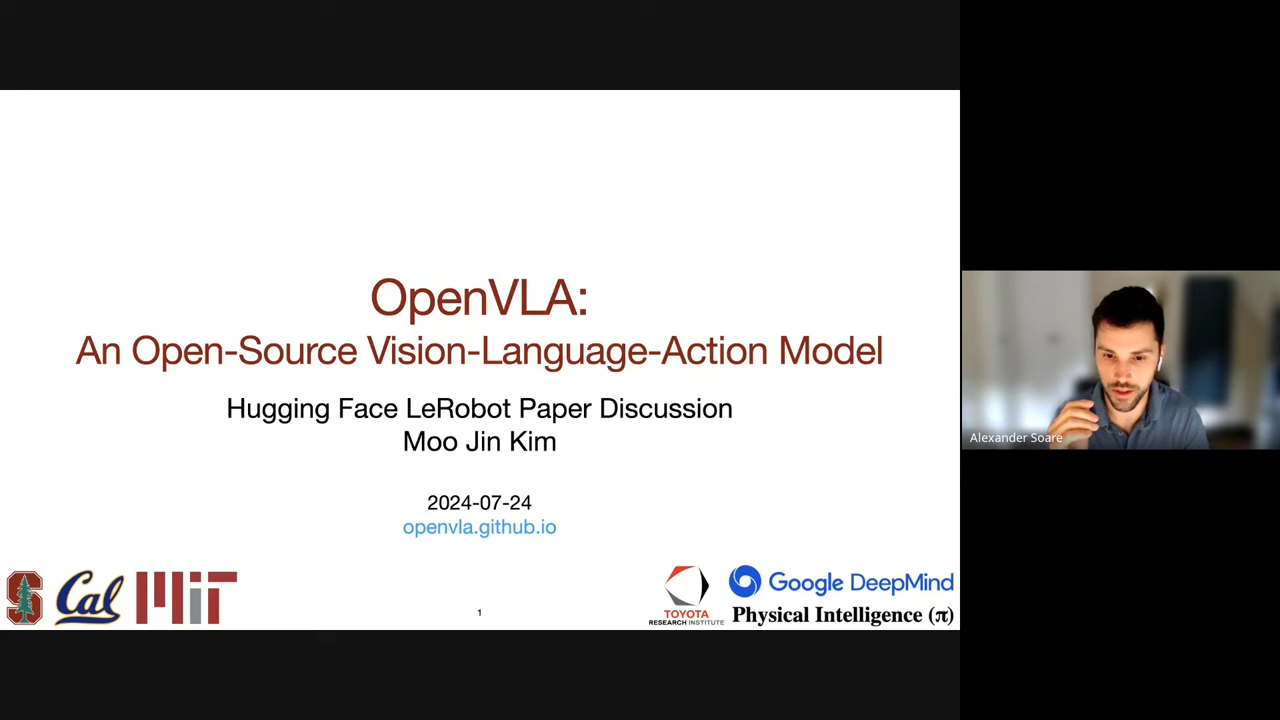 OpenVLA:
An Open-Source Vision-Language-Action Model
Hugging Face LeRobot Paper Discussion
Moo Jin Kim
2024-07-24
openvla.github.io
S Cal MIT
1
TOYOTA
RESEARCH INSTITUTE
Google DeepMind
Physical Intelligence (π)
Alexander Soare